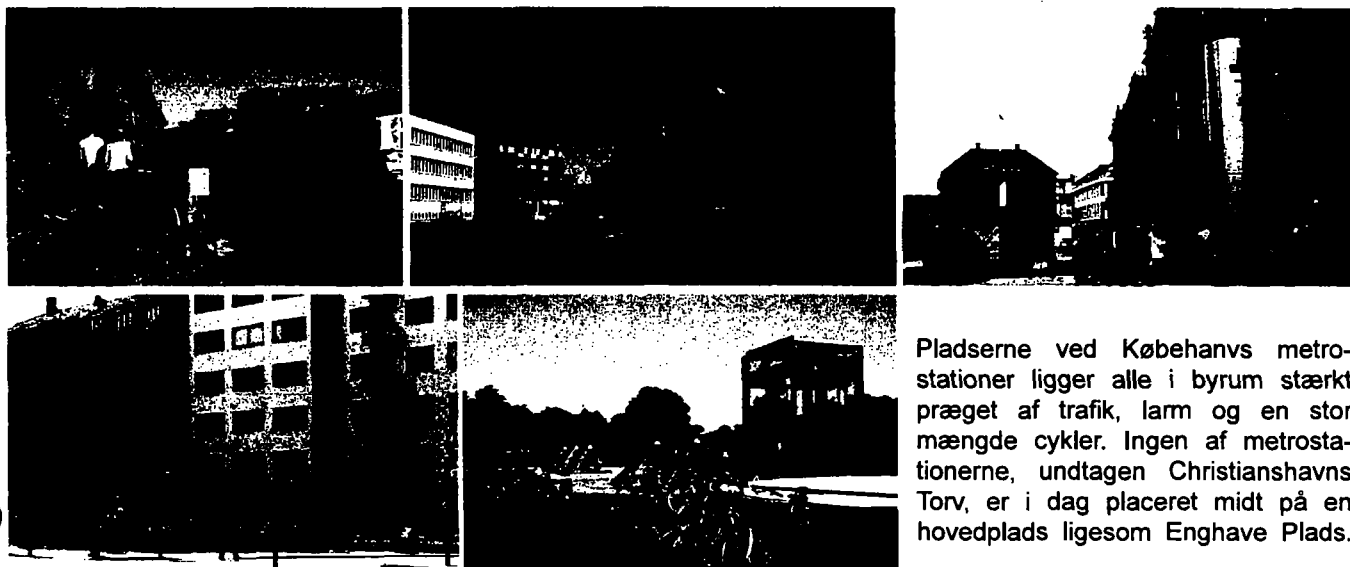 Pladserne ved Købehanvs metro-
stationer ligger alle i byrum stærkt
præget af trafik, larm og en stor
mængde cykler. Ingen af metrosta-
tionerne, undtagen Christianshavns
Torv, er i dag placeret midt på en
hovedplads ligesom Enghave Plads.